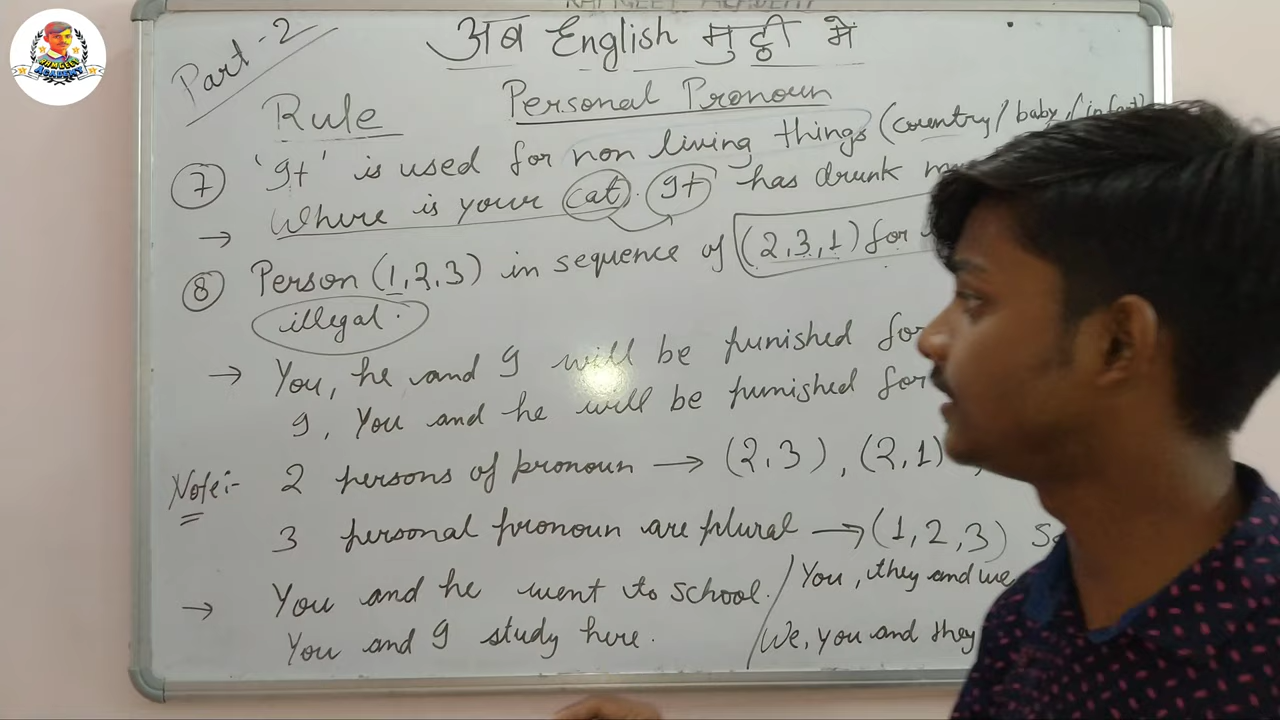 RAMGEET ACADEMY
Part-2
अब English मुट्ठी में
Rule Personal Pronoun
⑦ 'It' is used for non living things (country/baby/infact)
→ Where is your cat. It has drunk
⑧ Person (1,2,3) in sequence of (2,3,1) for
illegal.
→ You, he and I will be punished for
I, You and he will be punished for
Note:- 2 persons of pronoun → (2,3), (2,1)
3 personal pronoun are plural → (1,2,3)
→ You and he went to school. / You, they and we
You and I study here. / We, you and they